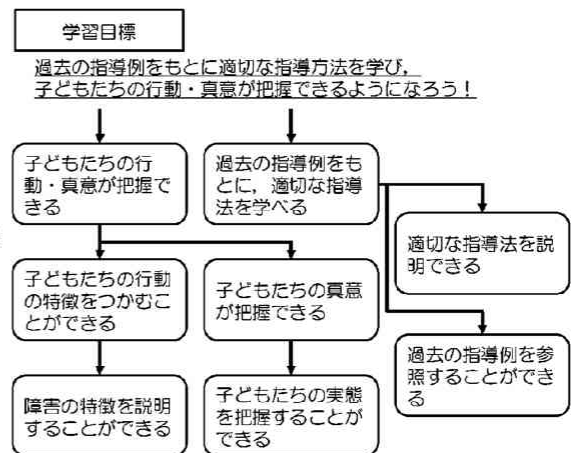 学習目標
過去の指導例をもとに適切な指導方法を学び，
子どもたちの行動・真意が把握できるようになろう！
子どもたちの行
動・真意が把握で
きる
過去の指導例をも
とに，適切な指導
法を学べる
適切な指導法を説
明できる
子どもたちの行動
の特徴をつかむこ
とができる
子どもたちの真意
が把握できる
過去の指導例を参
照することができ
る
障害の特徴を説明
することができる
子どもたちの実態
を把握することが
できる